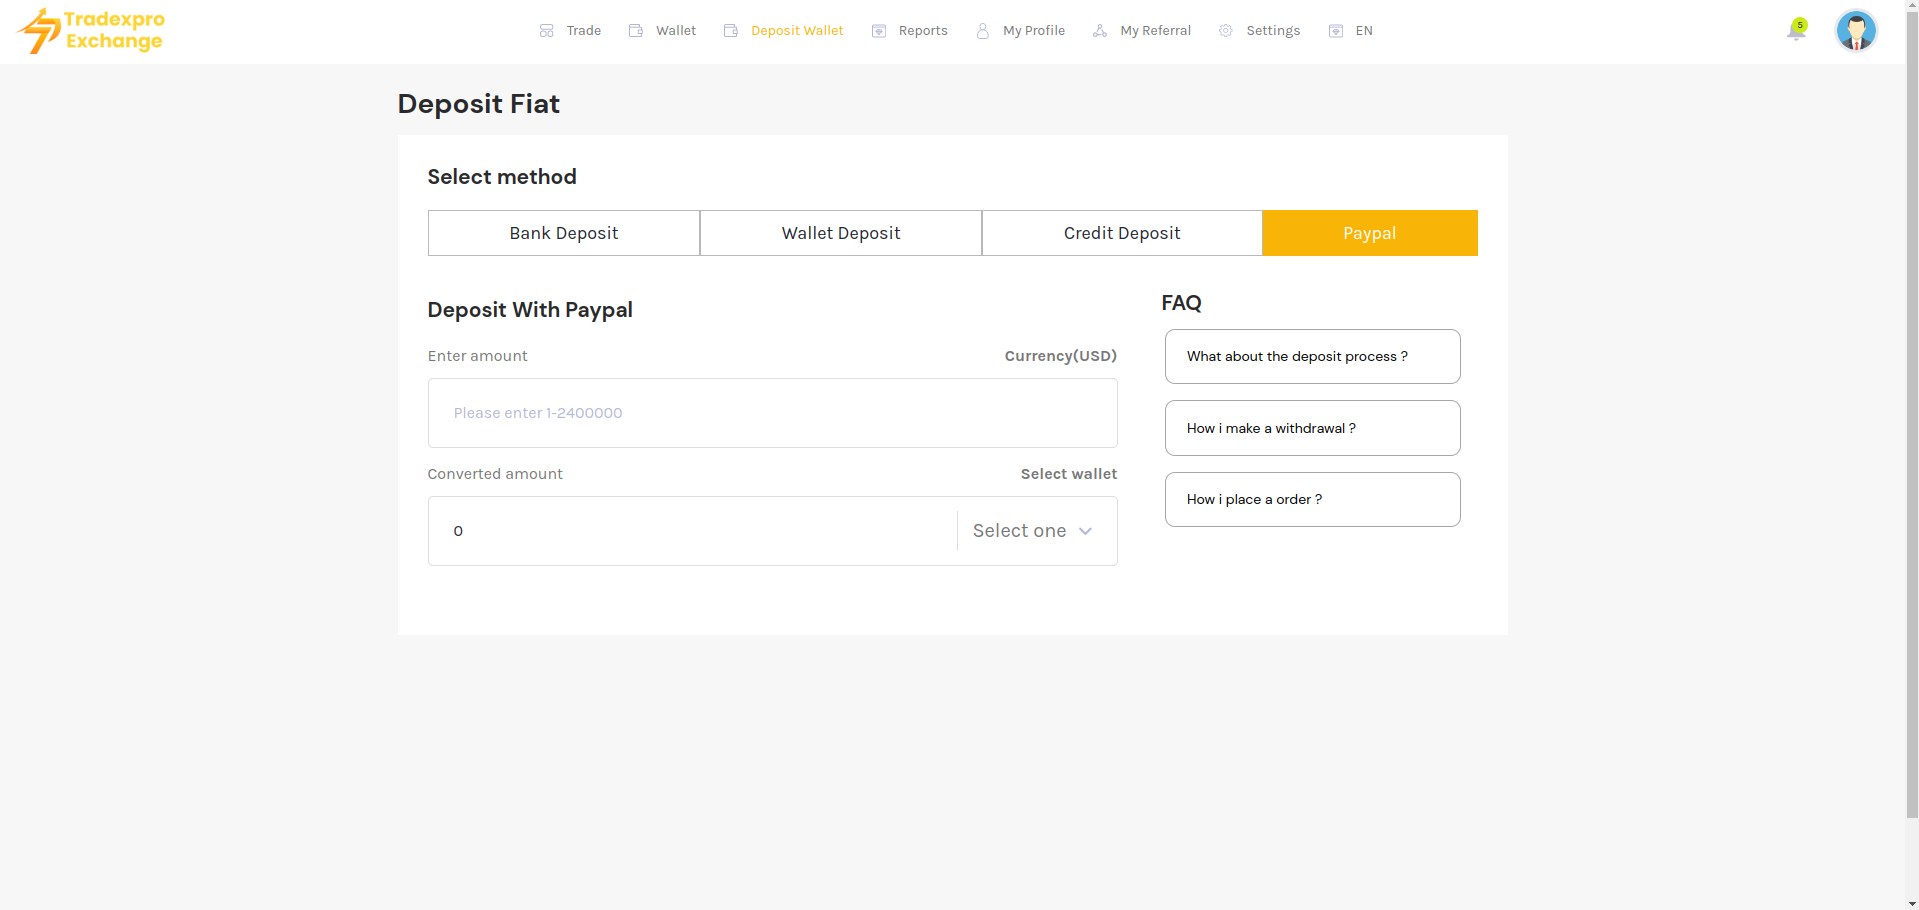 Tradexpro
Exchange
Trade
Wallet
Deposit Wallet
Reports
My Profile
My Referral
Settings
EN
5
Deposit Fiat
Select method
Bank Deposit
Wallet Deposit
Credit Deposit
Paypal
Deposit With Paypal
Enter amount
Currency(USD)
Please enter 1-2400000
Converted amount
Select wallet
0
Select one
FAQ
What about the deposit process ?
How i make a withdrawal ?
How i place a order ?